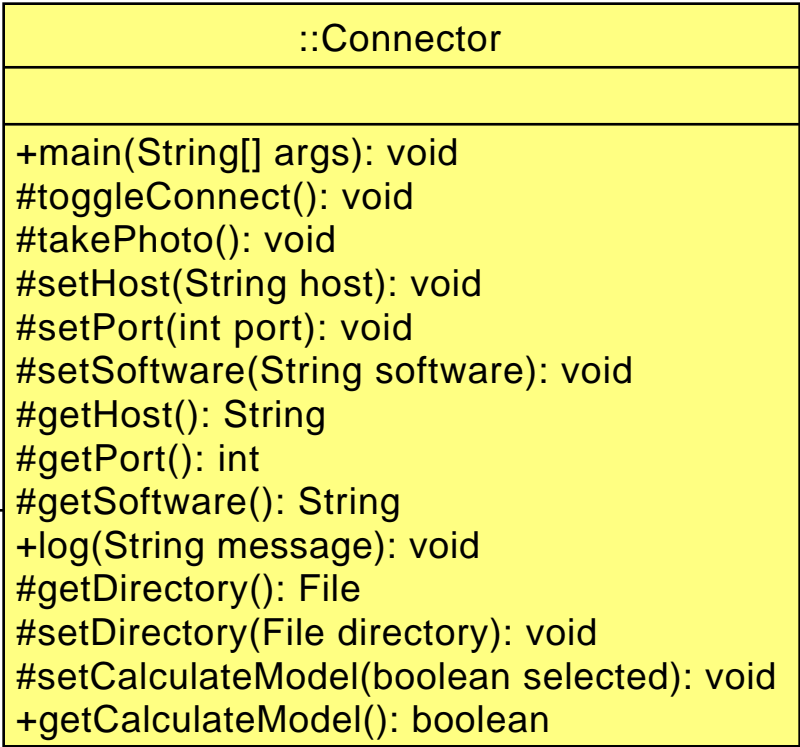 ::Connector
+main(String[] args): void
#toggleConnect(): void
#takePhoto(): void
#setHost(String host): void
#setPort(int port): void
#setSoftware(String software): void
#getHost(): String
#getPort(): int
#getSoftware(): String
+log(String message): void
#getDirectory(): File
#setDirectory(File directory): void
#setCalculateModel(boolean selected): void
+getCalculateModel(): boolean